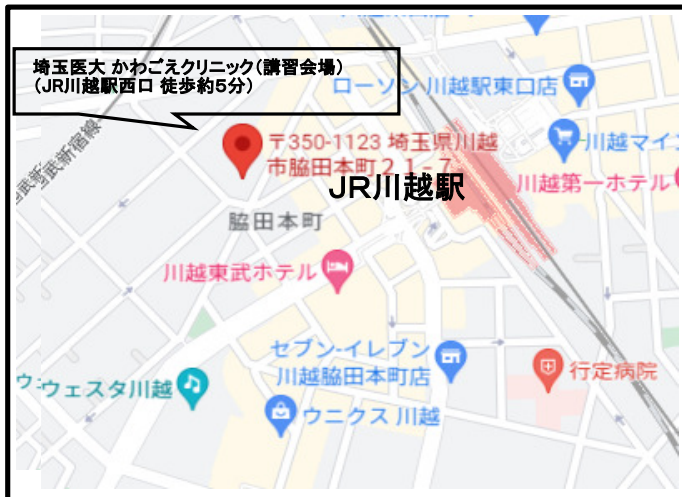 埼玉医大 かわごえクリニック（講習会場）
（JR川越駅西口 徒歩約5分）
ローソン 川越駅東口店
〒350-1123 埼玉県川越
市脇田本町２１−７
川越マイン
JR川越駅
川越第一ホテル
脇田本町
川越東武ホテル
セブン-イレブン
川越脇田本町店
行定病院
ウェスタ川越
ウニクス 川越
西武新宿線